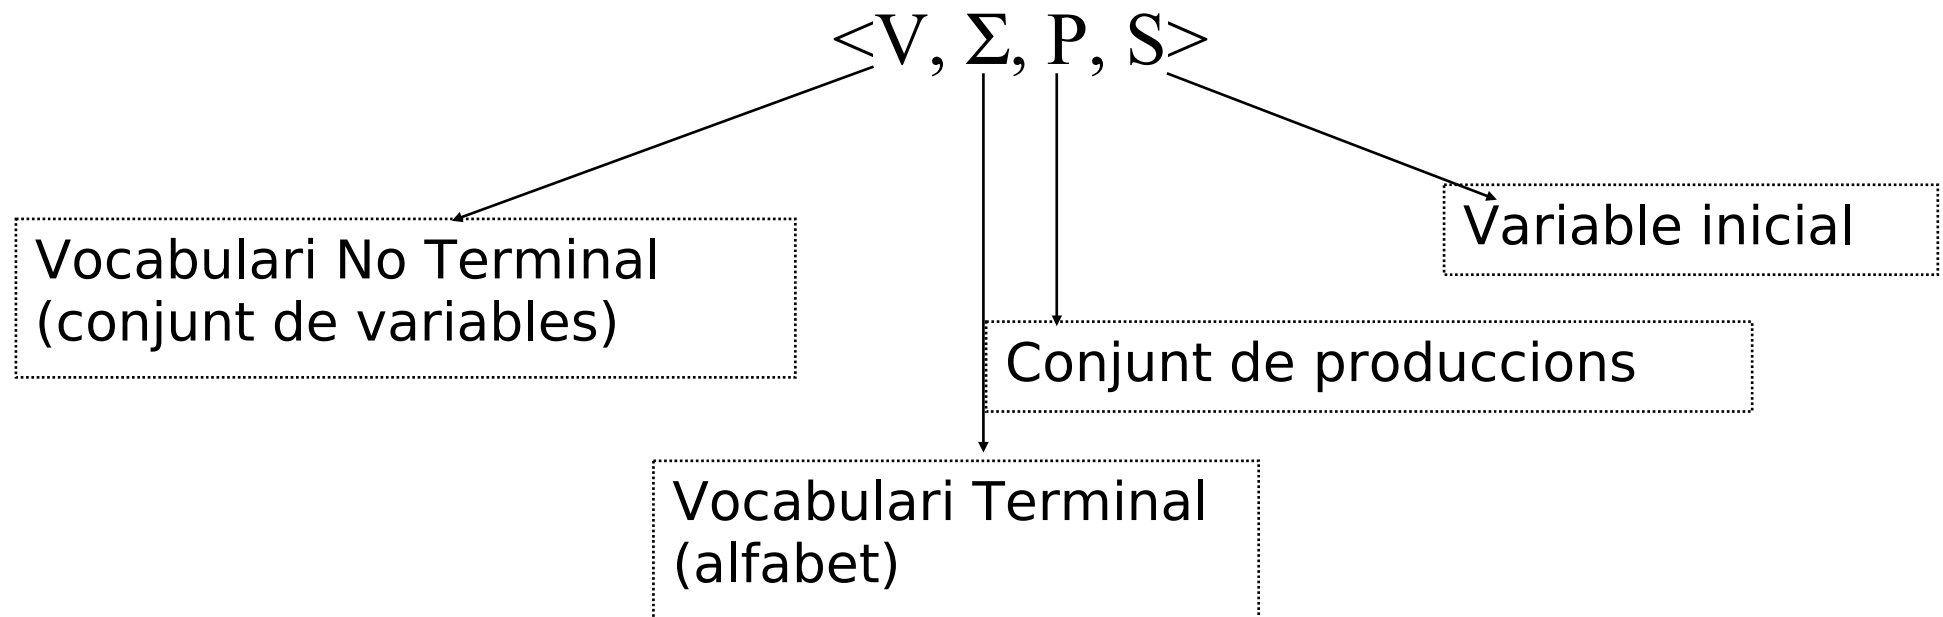 <V, Σ, P, S>
Vocabulari No Terminal
(conjunt de variables)
Variable inicial
Conjunt de produccions
Vocabulari Terminal
(alfabet)